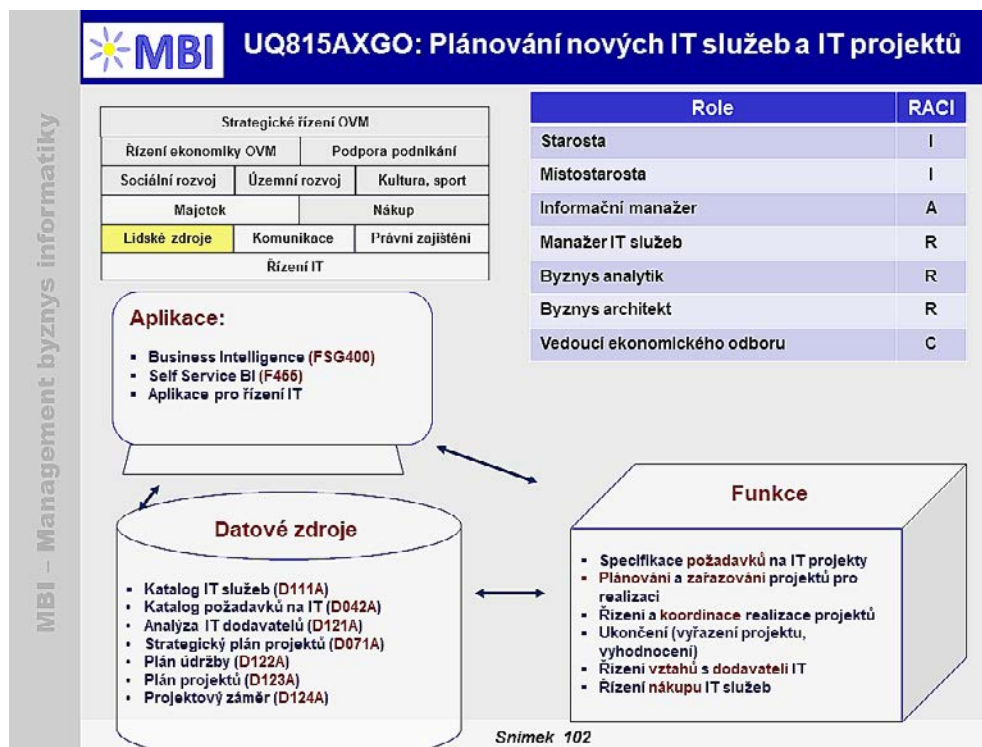 MBI – Management byznys informatiky
MBI
UQ815AXGO: Plánování nových IT služeb a IT projektů
Strategické řízení OVM
Řízení ekonomiky OVM
Podpora podnikání
Sociální rozvoj
Územní rozvoj
Kultura, sport
Majetek
Nákup
Lidské zdroje
Komunikace
Právní zajištění
Řízení IT
Role RACI
Starosta I
Místostarosta I
Informační manažer A
Manažer IT služeb R
Byznys analytik R
Byznys architekt R
Vedoucí ekonomického odboru C
Aplikace:
▪ Business Intelligence (FSG400)
▪ Self Service BI (F466)
▪ Aplikace pro řízení IT
Datové zdroje
• Katalog IT služeb (D111A)
• Katalog požadavků na IT (D042A)
• Analýza IT dodavatelů (D121A)
• Strategický plán projektů (D071A)
• Plán údržby (D122A)
• Plán projektů (D123A)
• Projektový záměr (D124A)
Funkce
▪ Specifikace požadavků na IT projekty
▪ Plánování a zařazování projektů pro
realizaci
▪ Řízení a koordinace realizace projektů
▪ Ukončení (vyřazení projektu,
vyhodnocení)
▪ Řízení vztahů s dodavateli IT
▪ Řízení nákupu IT služeb
Snímek 102